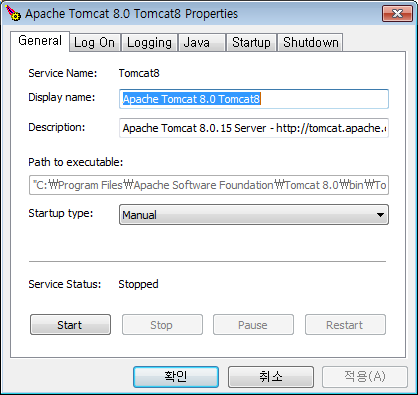 Apache Tomcat 8.0 Tomcat8 Properties
General Log On Logging Java Startup Shutdown
Service Name: Tomcat8
Display name: Apache Tomcat 8.0 Tomcat8
Description: Apache Tomcat 8.0.15 Server - http://tomcat.apache.o
Path to executable:
"C:₩Program Files₩Apache Software Foundation₩Tomcat 8.0₩bin₩To
Startup type: Manual
Service Status: Stopped
Start Stop Pause Restart
확인 취소 적용(A)